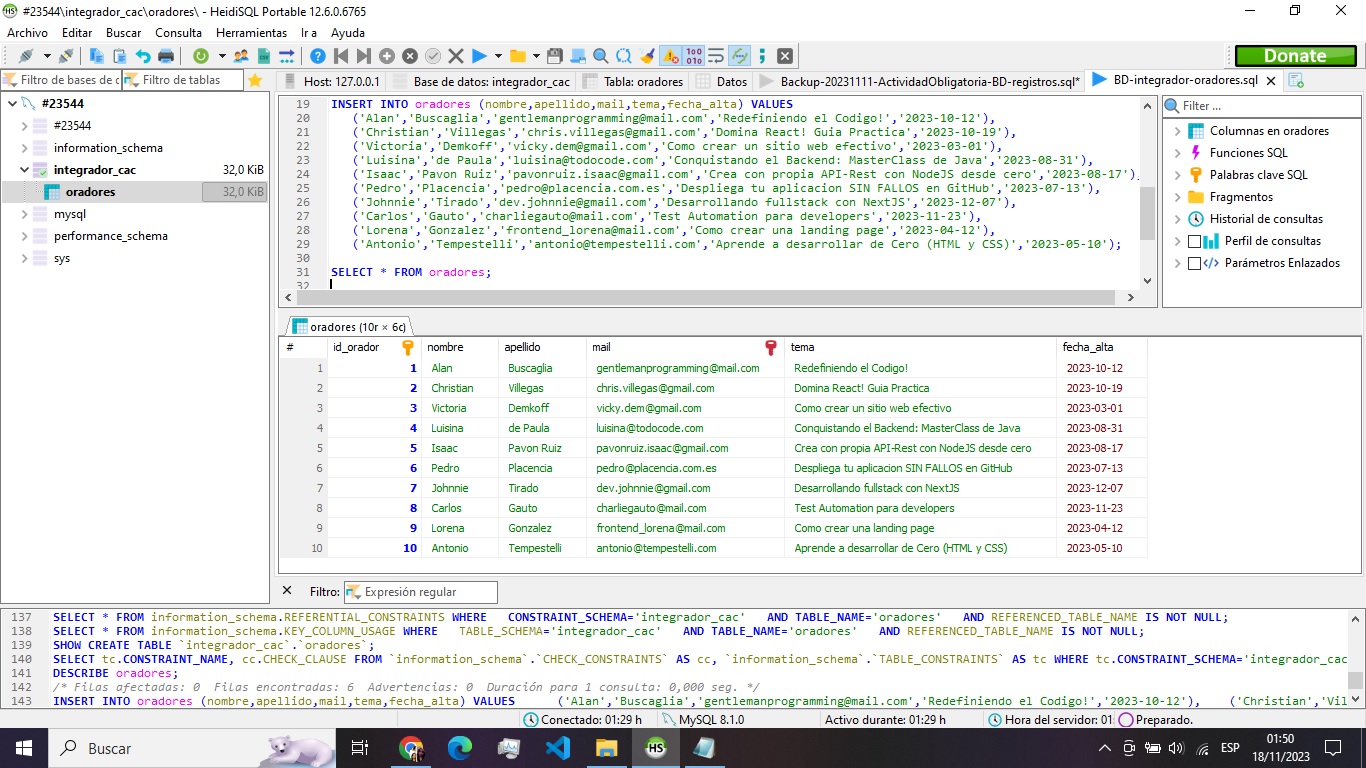 #23544\integrador_cac\oradores\ - HeidiSQL Portable 12.6.0.6765
Archivo Editar Buscar Consulta Herramientas Ir a Ayuda
Donate
Filtro de bases de d Filtro de tablas
Host: 127.0.0.1 Base de datos: integrador_cac Tabla: oradores Datos Backup-20231111-ActividadObligatoria-BD-registros.sql* BD-integrador-oradores.sql
#23544
#23544
information_schema
integrador_cac 32,0 KiB
oradores 32,0 KiB
mysql
performance_schema
sys
19 INSERT INTO oradores (nombre,apellido,mail,tema,fecha_alta) VALUES
20 ('Alan','Buscaglia','gentlemanprogramming@mail.com','Redefiniendo el Codigo!','2023-10-12'),
21 ('Christian','Villegas','chris.villegas@gmail.com','Domina React! Guia Practica','2023-10-19'),
22 ('Victoria','Demkoff','vicky.dem@gmail.com','Como crear un sitio web efectivo','2023-03-01'),
23 ('Luisina','de Paula','luisina@todocode.com','Conquistando el Backend: MasterClass de Java','2023-08-31'),
24 ('Isaac','Pavon Ruiz','pavonruiz.isaac@gmail.com','Crea con propia API-Rest con NodeJS desde cero','2023-08-17'),
25 ('Pedro','Placencia','pedro@placencia.com.es','Despliega tu aplicacion SIN FALLOS en GitHub','2023-07-13'),
26 ('Johnnie','Tirado','dev.johnnie@gmail.com','Desarrollando fullstack con NextJS','2023-12-07'),
27 ('Carlos','Gauto','charliegauto@mail.com','Test Automation para developers','2023-11-23'),
28 ('Lorena','Gonzalez','frontend_lorena@mail.com','Como crear una landing page','2023-04-12'),
29 ('Antonio','Tempestelli','antonio@tempestelli.com','Aprende a desarrollar de Cero (HTML y CSS)','2023-05-10');
30
31 SELECT * FROM oradores;
32
Filter ...
Columnas en oradores
Funciones SQL
Palabras clave SQL
Fragmentos
Historial de consultas
Perfil de consultas
Parámetros Enlazados
oradores (10r × 6c)
# id_orador nombre apellido mail tema fecha_alta
1 1 Alan Buscaglia gentlemanprogramming@mail.com Redefiniendo el Codigo! 2023-10-12
2 2 Christian Villegas chris.villegas@gmail.com Domina React! Guia Practica 2023-10-19
3 3 Victoria Demkoff vicky.dem@gmail.com Como crear un sitio web efectivo 2023-03-01
4 4 Luisina de Paula luisina@todocode.com Conquistando el Backend: MasterClass de Java 2023-08-31
5 5 Isaac Pavon Ruiz pavonruiz.isaac@gmail.com Crea con propia API-Rest con NodeJS desde cero 2023-08-17
6 6 Pedro Placencia pedro@placencia.com.es Despliega tu aplicacion SIN FALLOS en GitHub 2023-07-13
7 7 Johnnie Tirado dev.johnnie@gmail.com Desarrollando fullstack con NextJS 2023-12-07
8 8 Carlos Gauto charliegauto@mail.com Test Automation para developers 2023-11-23
9 9 Lorena Gonzalez frontend_lorena@mail.com Como crear una landing page 2023-04-12
10 10 Antonio Tempestelli antonio@tempestelli.com Aprende a desarrollar de Cero (HTML y CSS) 2023-05-10
Filtro: Expresión regular
137 SELECT * FROM information_schema.REFERENTIAL_CONSTRAINTS WHERE CONSTRAINT_SCHEMA='integrador_cac' AND TABLE_NAME='oradores' AND REFERENCED_TABLE_NAME IS NOT NULL;
138 SELECT * FROM information_schema.KEY_COLUMN_USAGE WHERE TABLE_SCHEMA='integrador_cac' AND TABLE_NAME='oradores' AND REFERENCED_TABLE_NAME IS NOT NULL;
139 SHOW CREATE TABLE `integrador_cac`.`oradores`;
140 SELECT tc.CONSTRAINT_NAME, cc.CHECK_CLAUSE FROM `information_schema`.`CHECK_CONSTRAINTS` AS cc, `information_schema`.`TABLE_CONSTRAINTS` AS tc WHERE tc.CONSTRAINT_SCHEMA='integrador_cac
141 DESCRIBE oradores;
142 /* Filas afectadas: 0 Filas encontradas: 6 Advertencias: 0 Duración para 1 consulta: 0,000 seg. */
143 INSERT INTO oradores (nombre,apellido,mail,tema,fecha_alta) VALUES ('Alan','Buscaglia','gentlemanprogramming@mail.com','Redefiniendo el Codigo!','2023-10-12'), ('Christian','Vil
Conectado: 01:29 h MySQL 8.1.0 Activo durante: 01:29 h Hora del servidor: 01: Preparado.
Buscar HS ESP 01:50
18/11/2023